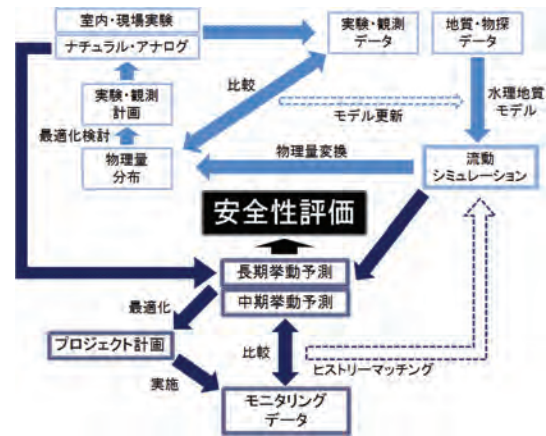 室内・現場実験
ナチュラル・アナログ
実験・観測
データ
地質・物探
データ
実験・観測
計画
比較
モデル更新
水理地質
モデル
最適化検討
物理量
分布
物理量変換
流動
シミュレーション
安全性評価
長期挙動予測
中期挙動予測
最適化
プロジェクト計画
比較
ヒストリーマッチング
実施
モニタリング
データ